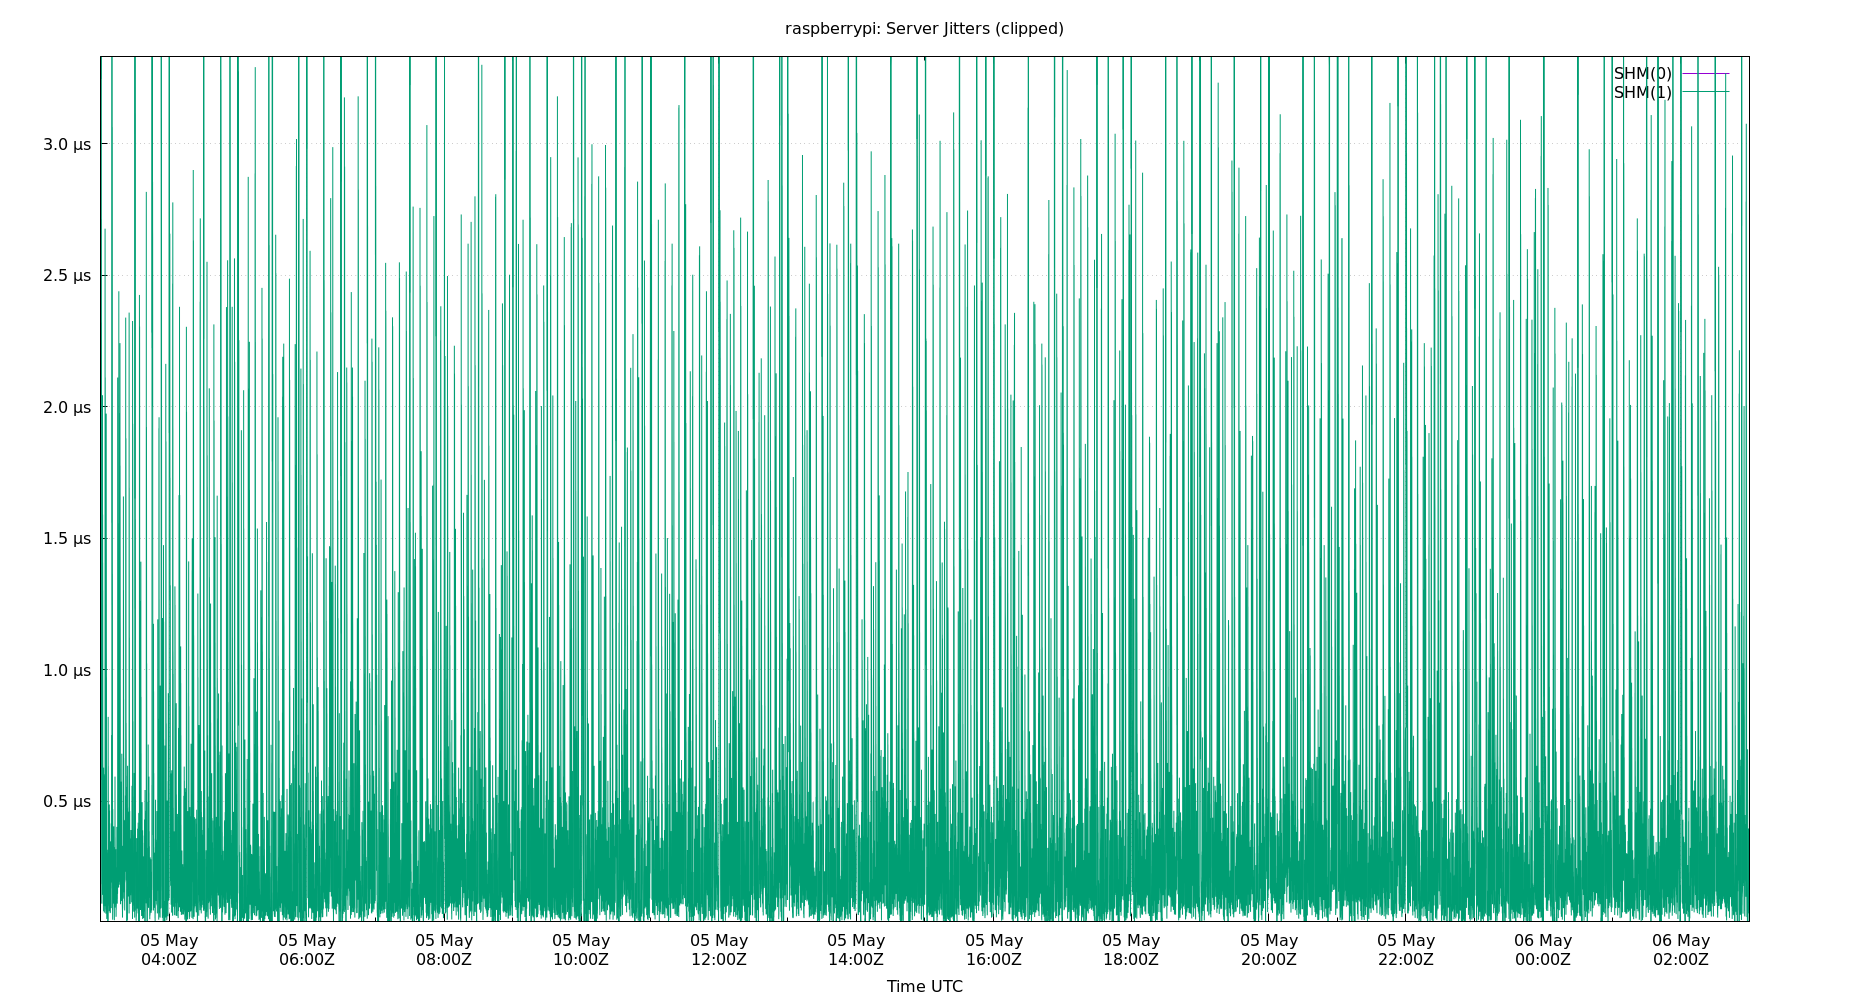 raspberrypi: Server Jitters (clipped)
SHM(0)
SHM(1)
3.0 µs
2.5 µs
2.0 µs
1.5 µs
1.0 µs
0.5 µs
05 May 05 May 05 May 05 May 05 May 05 May 05 May 05 May 05 May 05 May 06 May 06 May
04:00Z 06:00Z 08:00Z 10:00Z 12:00Z 14:00Z 16:00Z 18:00Z 20:00Z 22:00Z 00:00Z 02:00Z
Time UTC